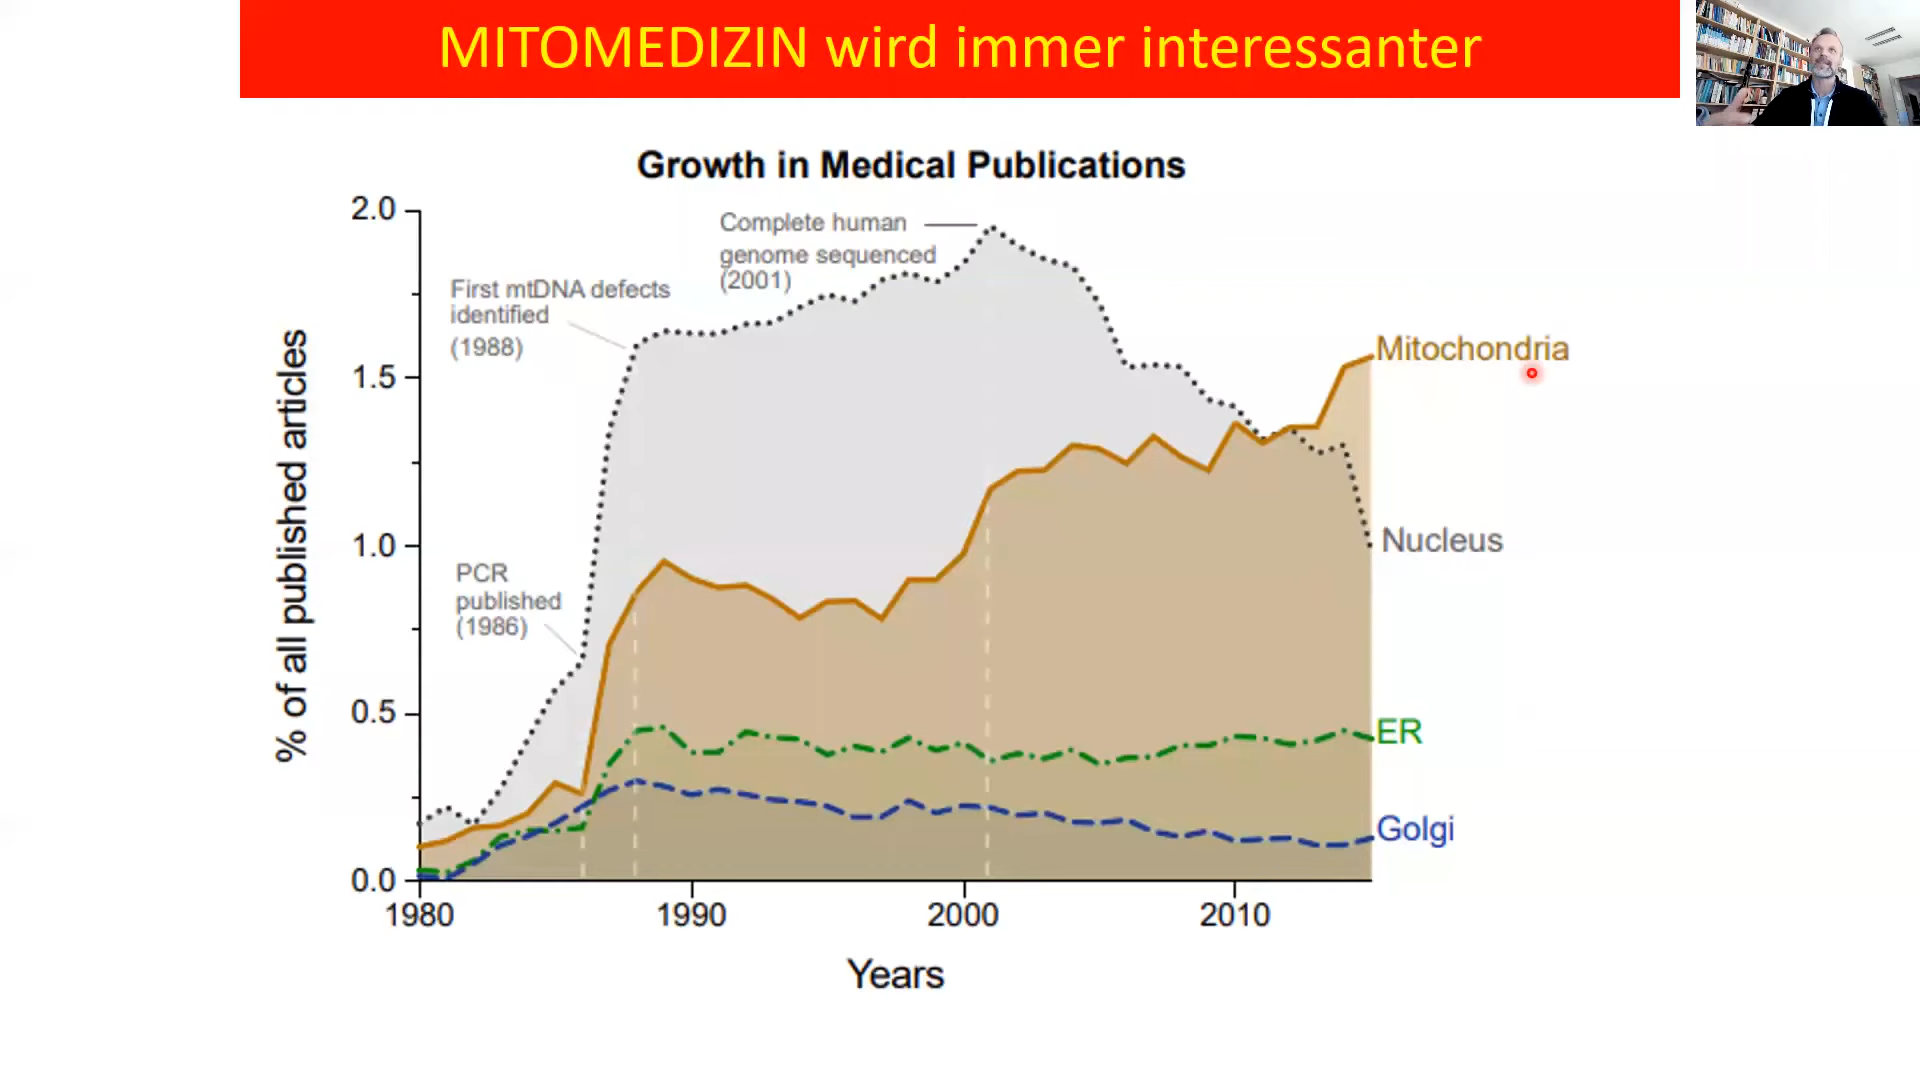 MITOMEDIZIN wird immer interessanter
Growth in Medical Publications
2.0
1.5
1.0
0.5
0.0
% of all published articles
Complete human
genome sequenced
(2001)
First mtDNA defects
identified
(1988)
PCR
published
(1986)
Mitochondria
Nucleus
ER
Golgi
1980
1990
2000
2010
Years